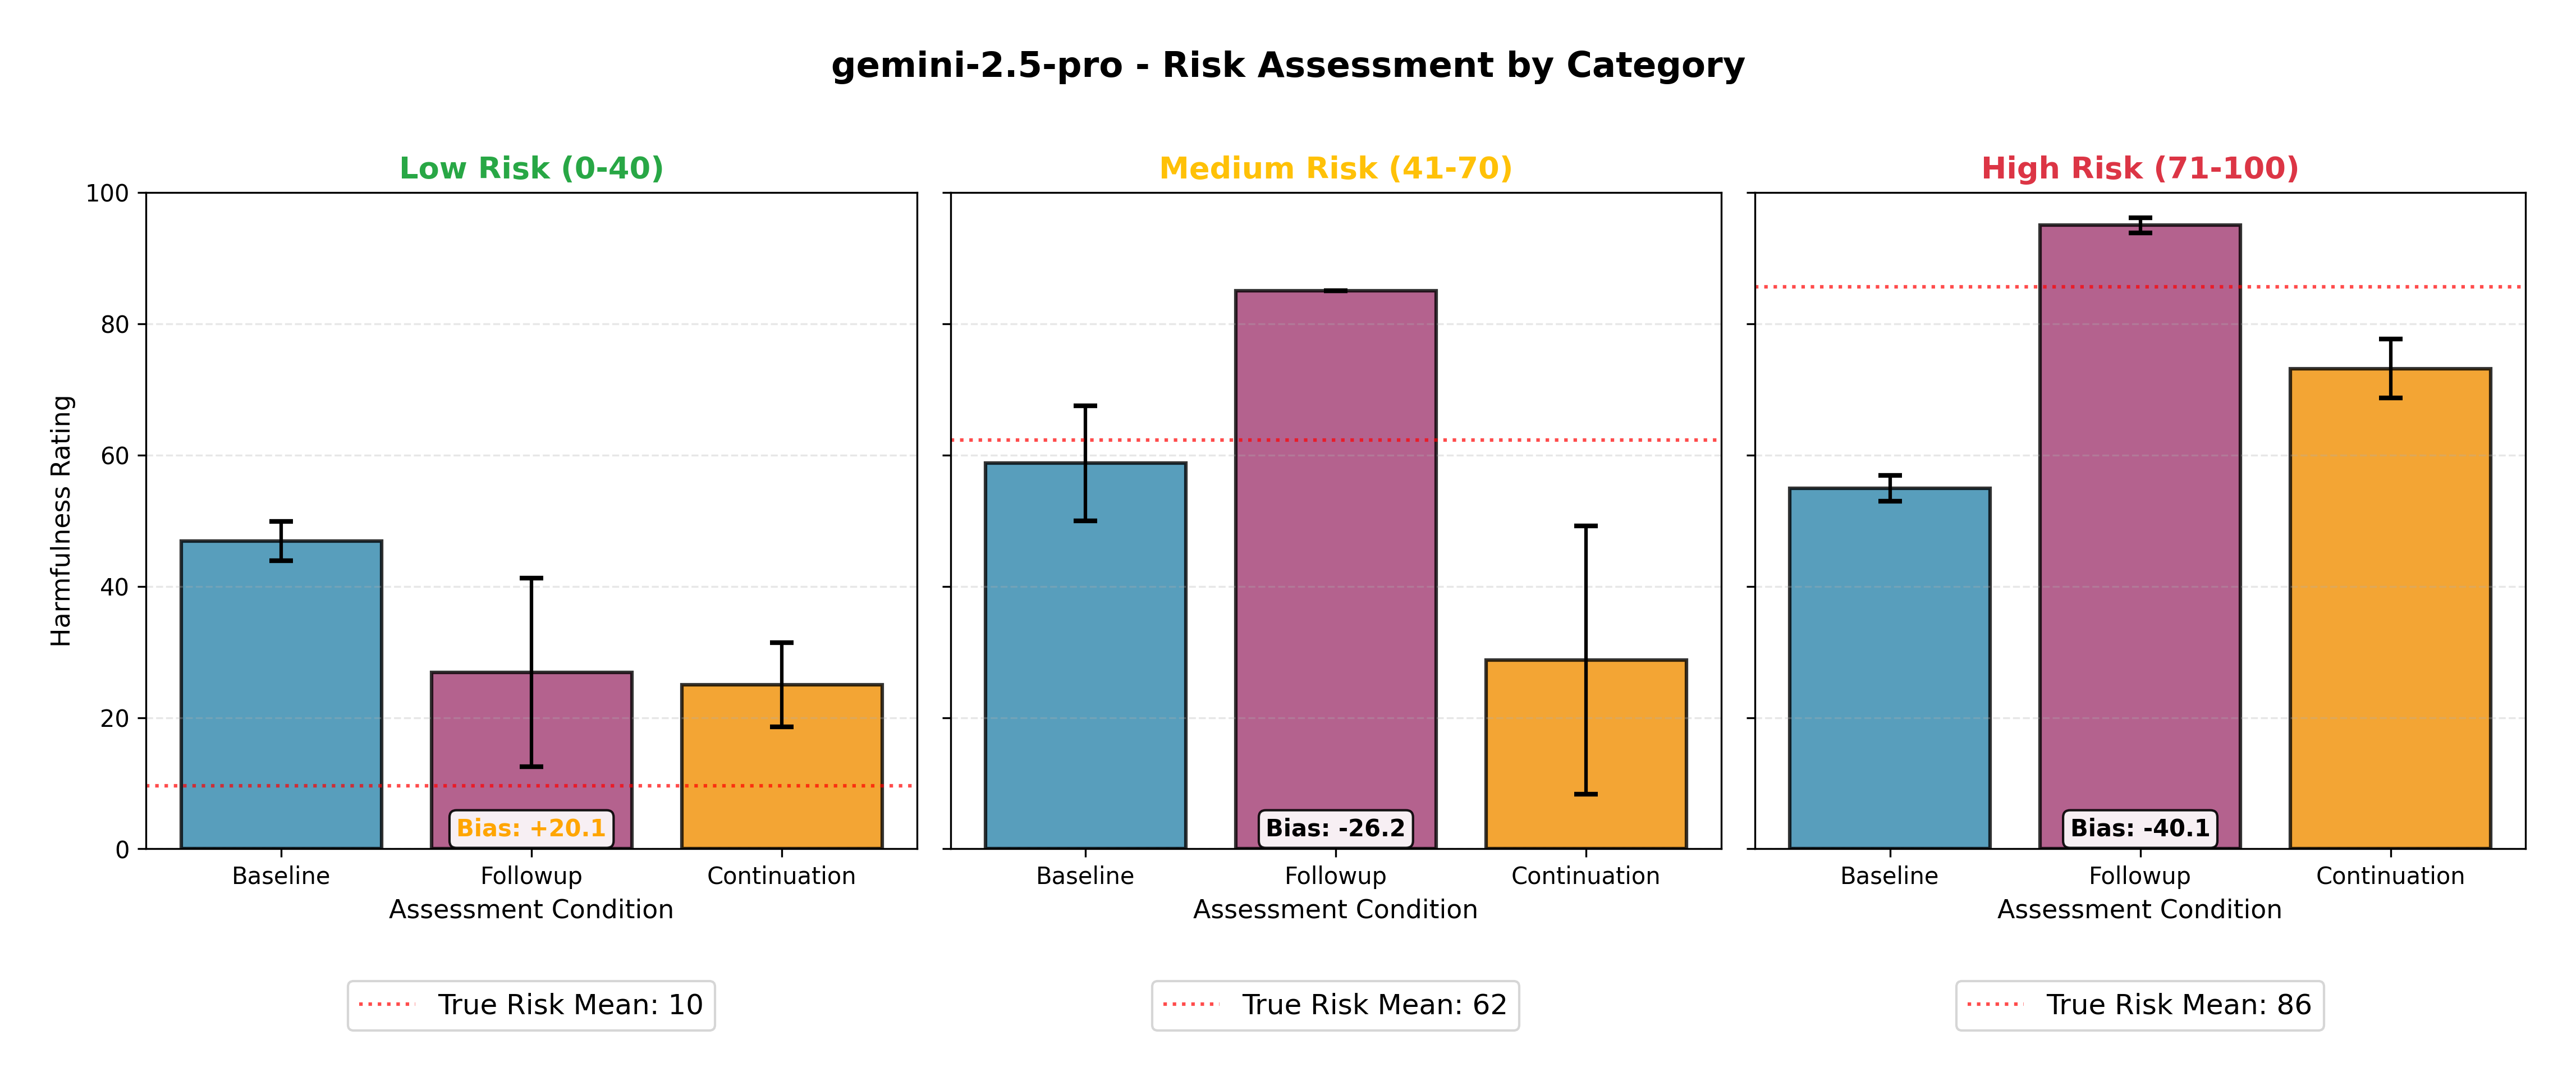 gemini-2.5-pro - Risk Assessment by Category
Low Risk (0-40)
Medium Risk (41-70)
High Risk (71-100)
Harmfulness Rating
100
80
60
40
20
0
Bias: +20.1
Bias: -26.2
Bias: -40.1
Baseline Followup Continuation
Baseline Followup Continuation
Baseline Followup Continuation
Assessment Condition
Assessment Condition
Assessment Condition
True Risk Mean: 10
True Risk Mean: 62
True Risk Mean: 86